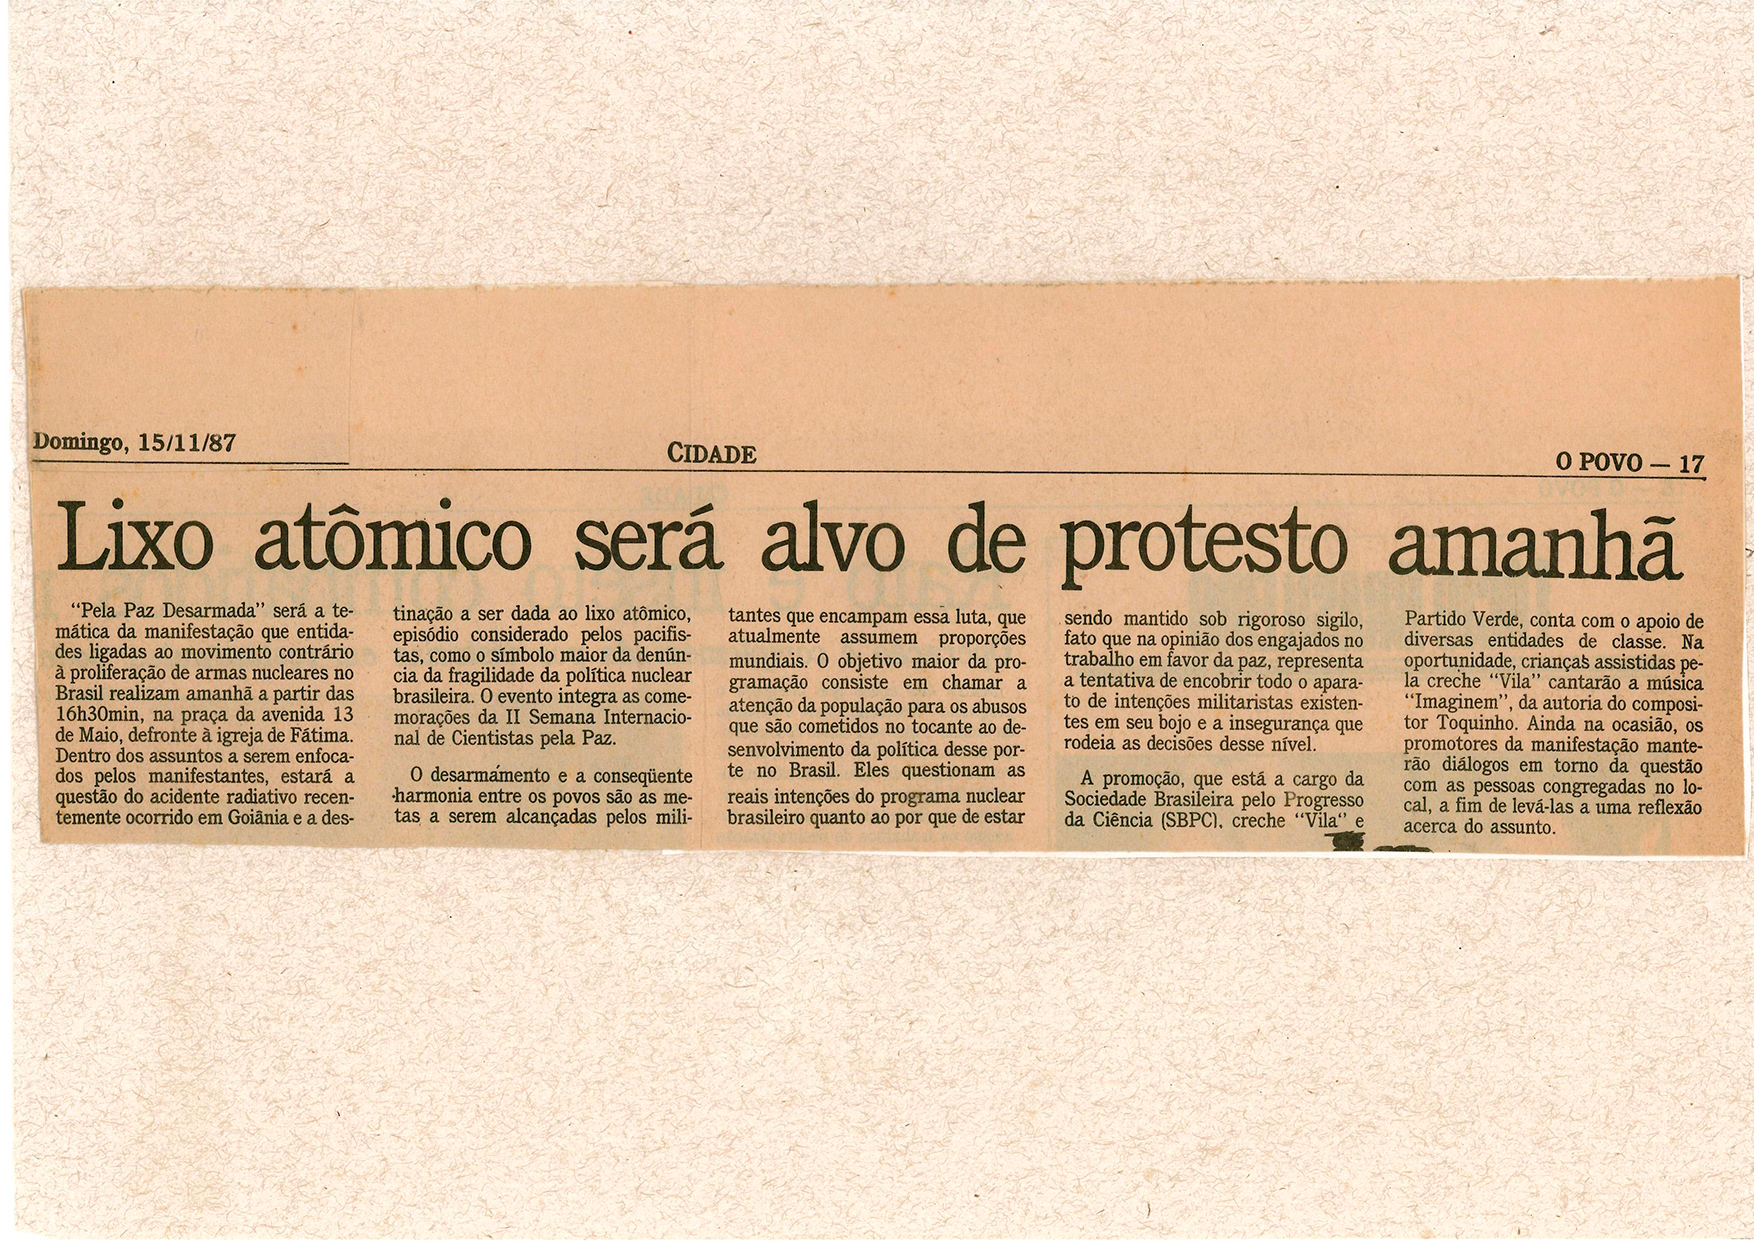 Domingo, 15/11/87
CIDADE
O POVO — 17
Lixo atômico será alvo de protesto amanhã
"Pela Paz Desarmada" será a te-
mática da manifestação que entida-
des ligadas ao movimento contrário
à proliferação de armas nucleares no
Brasil realizam amanhã a partir das
16h30min, na praça da avenida 13
de Maio, defronte à igreja de Fátima.
Dentro dos assuntos a serem enfoca-
dos pelos manifestantes, estará a
questão do acidente radiativo recen-
temente ocorrido em Goiânia e a des-
tinação a ser dada ao lixo atômico,
episódio considerado pelos pacifis-
tas, como o símbolo maior da denún-
cia da fragilidade da política nuclear
brasileira. O evento integra as come-
morações da II Semana Internacio-
nal de Cientistas pela Paz.
O desarmamento e a conseqüente
harmonia entre os povos são as me-
tas a serem alcançadas pelos mili-
tantes que encampam essa luta, que
atualmente assumem proporções
mundiais. O objetivo maior da pro-
gramação consiste em chamar a
atenção da população para os abusos
que são cometidos no tocante ao de-
senvolvimento da política desse por-
te no Brasil. Eles questionam as
reais intenções do programa nuclear
brasileiro quanto ao por que de estar
sendo mantido sob rigoroso sigilo,
fato que na opinião dos engajados no
trabalho em favor da paz, representa
a tentativa de encobrir todo o apara-
to de intenções militaristas existen-
tes em seu bojo e a insegurança que
rodeia as decisões desse nível.
A promoção, que está a cargo da
Sociedade Brasileira pelo Progresso
da Ciência (SBPC), creche "Vila" e
Partido Verde, conta com o apoio de
diversas entidades de classe. Na
oportunidade, crianças assistidas pe-
la creche "Vila" cantarão a música
"Imaginem", da autoria do composi-
tor Toquinho. Ainda na ocasião, os
promotores da manifestação mante-
rão diálogos em torno da questão
com as pessoas congregadas no lo-
cal, a fim de levá-las a uma reflexão
acerca do assunto.